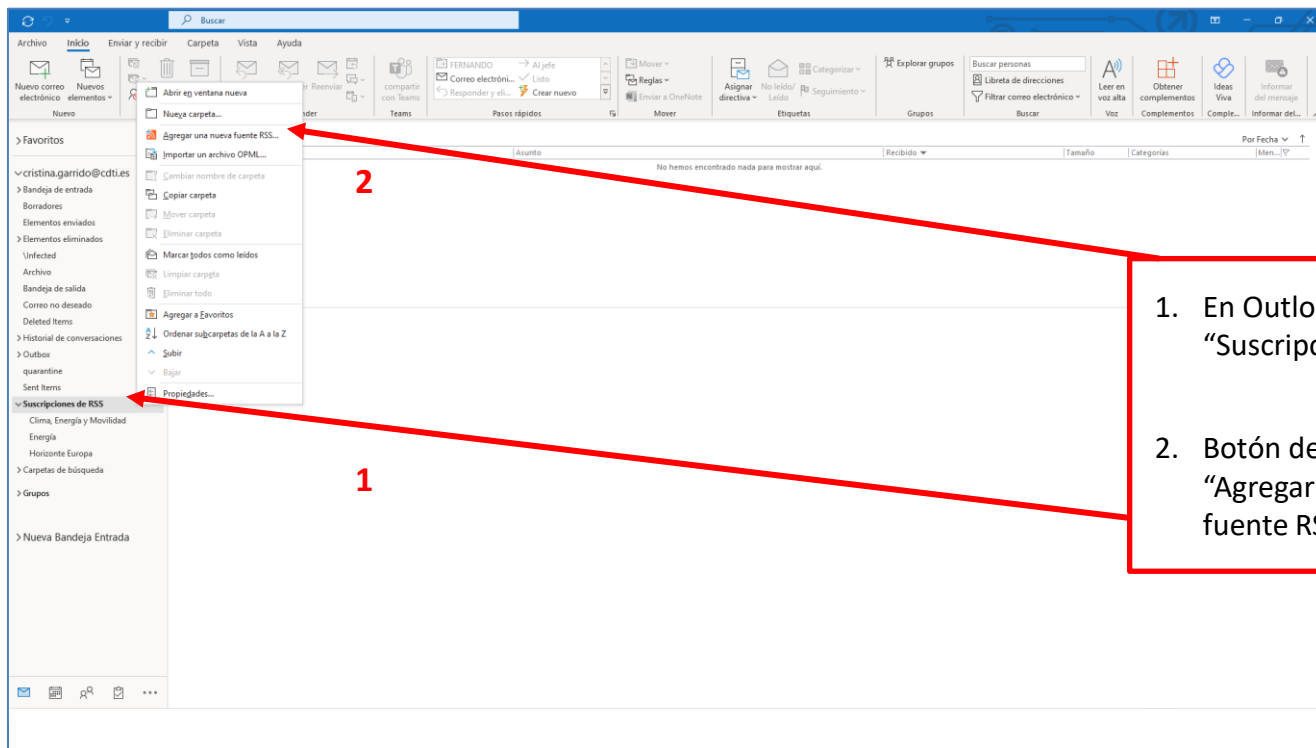 Buscar
Archivo Inicio Enviar y recibir Carpeta Vista Ayuda
Nuevo correo electrónico
Nuevos elementos
Reenviar
compartir con Teams
FERNANDO
Correo electróni...
Responder y eli...
Al jefe
Listo
Crear nuevo
Mover
Reglas
Enviar a OneNote
Asignar directiva
No leído/ Leído
Categorizar
Seguimiento
Explorar grupos
Buscar personas
Libreta de direcciones
Filtrar correo electrónico
Leer en voz alta
Obtener complementos
Ideas Viva
Informar del mensaje
Nuevo
Teams
Pasos rápidos
Mover
Etiquetas
Grupos
Buscar
Voz
Complementos
Comple...
Informar del...
Favoritos
cristina.garrido@cdti.es
Bandeja de entrada
Borradores
Elementos enviados
Elementos eliminados
\Infected
Archivo
Bandeja de salida
Correo no deseado
Deleted Items
Historial de conversaciones
Outbox
quarantine
Sent Items
Suscripciones de RSS
Clima, Energía y Movilidad
Energía
Horizonte Europa
Carpetas de búsqueda
Grupos
Nueva Bandeja Entrada
Abrir en ventana nueva
Nueva carpeta...
Agregar una nueva fuente RSS...
Importar un archivo OPML...
Cambiar nombre de carpeta
Copiar carpeta
Mover carpeta
Eliminar carpeta
Marcar todos como leídos
Limpiar carpeta
Eliminar todo
Agregar a Favoritos
Ordenar subcarpetas de la A a la Z
Subir
Bajar
Propiedades...
Por Fecha
Asunto Recibido Tamaño Categorías Men...
No hemos encontrado nada para mostrar aquí.
2
1
1. En Outlo
“Suscripc
2. Botón de
“Agregar
fuente RS